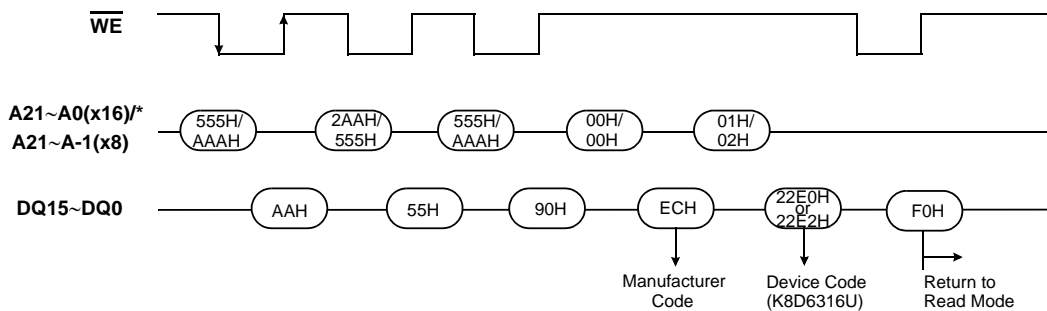 WE
A21~A0(x16)/*
A21~A-1(x8)
555H/
AAAH
2AAH/
555H
555H/
AAAH
00H/
00H
01H/
02H
DQ15~DQ0
AAH
55H
90H
ECH
22E0H
or
22E2H
F0H
Manufacturer
Code
Device Code
(K8D6316U)
Return to
Read Mode